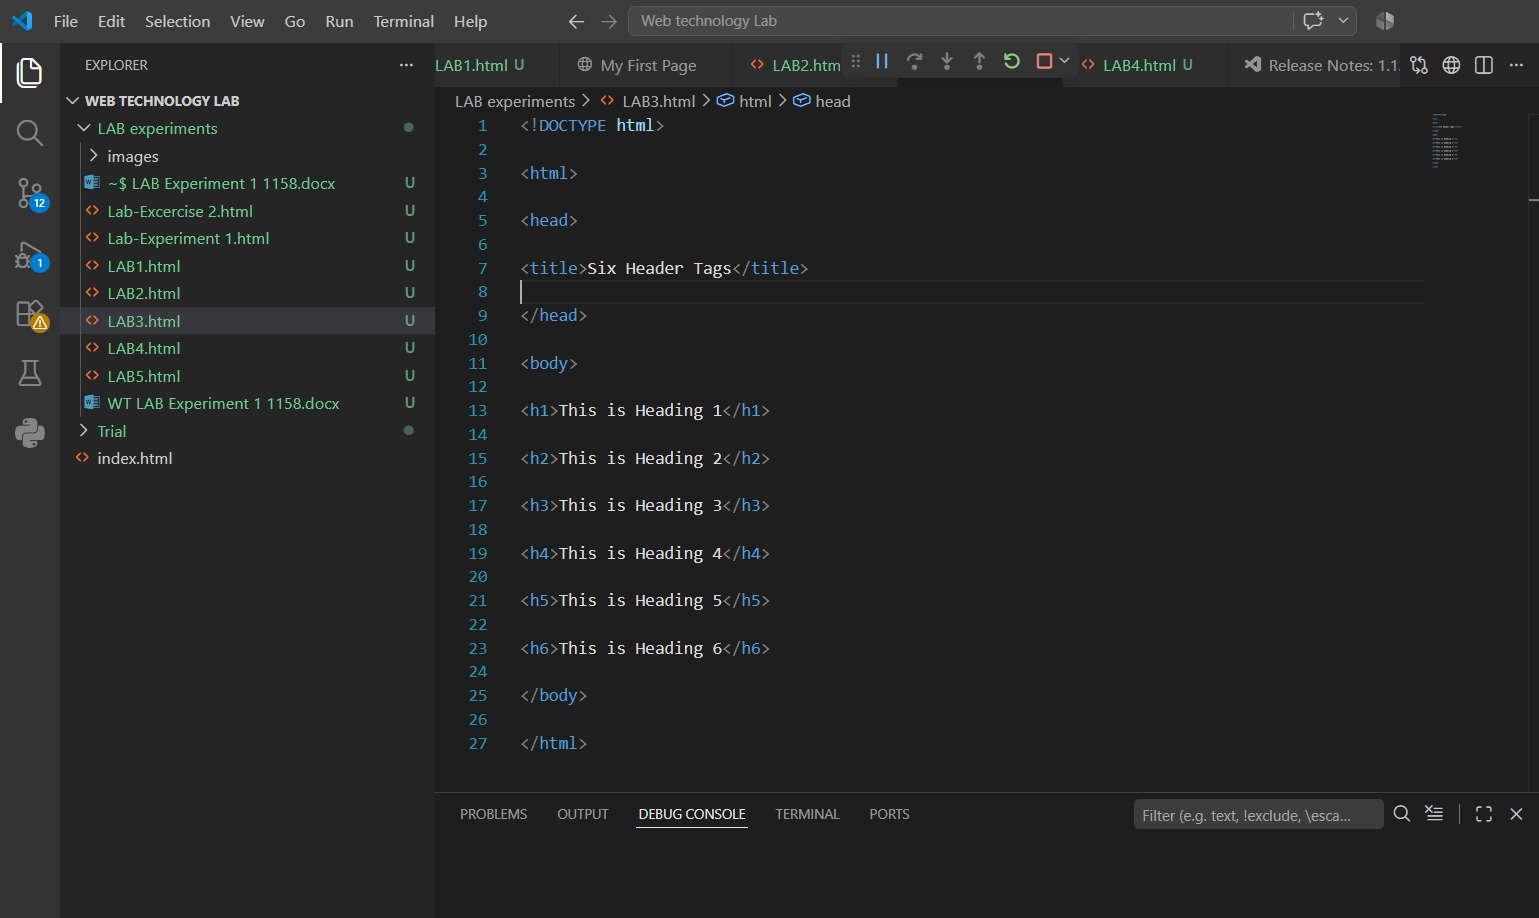 File Edit Selection View Go Run Terminal Help
Web technology Lab
EXPLORER
WEB TECHNOLOGY LAB
LAB experiments
images
~$ LAB Experiment 1 1158.docx U
Lab-Excercise 2.html U
Lab-Experiment 1.html U
LAB1.html U
LAB2.html U
LAB3.html U
LAB4.html U
LAB5.html U
WT LAB Experiment 1 1158.docx U
Trial
index.html
12
1
LAB1.html U
My First Page
LAB2.htm
LAB4.html U
Release Notes: 1.1
LAB experiments > LAB3.html > html > head
1 <!DOCTYPE html>
2
3 <html>
4
5 <head>
6
7 <title>Six Header Tags</title>
8
9 </head>
10
11 <body>
12
13 <h1>This is Heading 1</h1>
14
15 <h2>This is Heading 2</h2>
16
17 <h3>This is Heading 3</h3>
18
19 <h4>This is Heading 4</h4>
20
21 <h5>This is Heading 5</h5>
22
23 <h6>This is Heading 6</h6>
24
25 </body>
26
27 </html>
PROBLEMS OUTPUT DEBUG CONSOLE TERMINAL PORTS
Filter (e.g. text, !exclude, \esca...